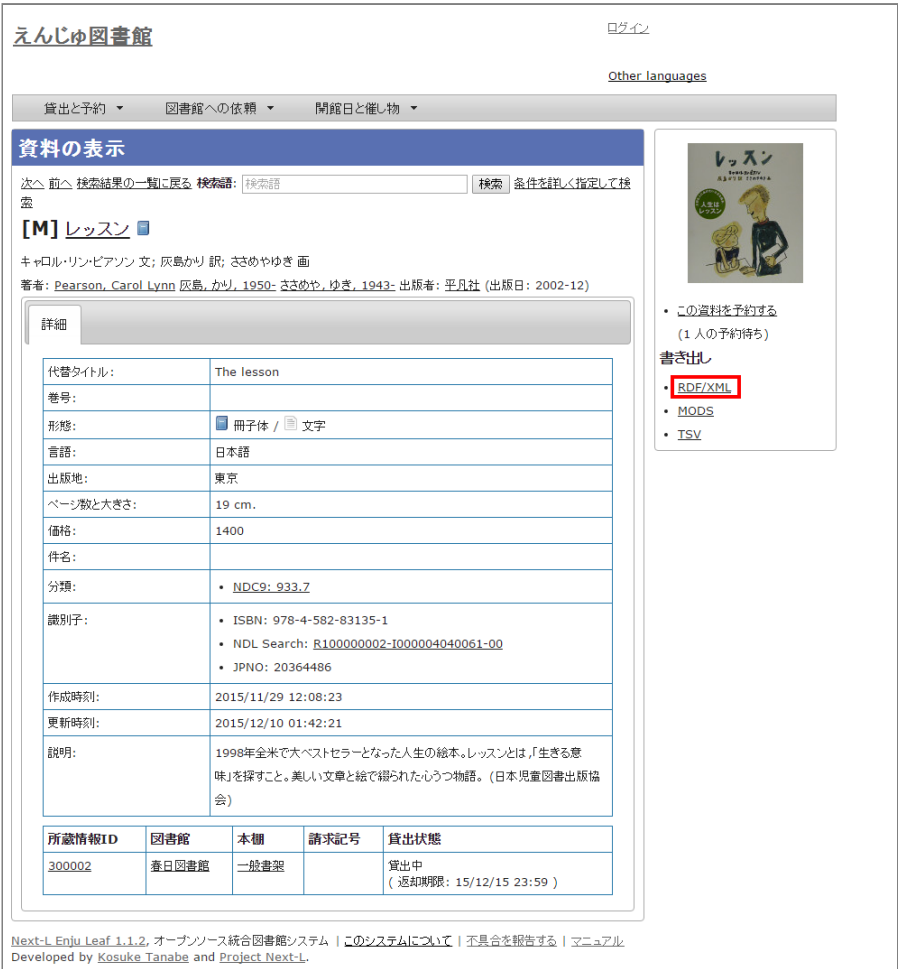 えんじゅ図書館
ログイン
Other languages
貸出と予約 ▼ 図書館への依頼 ▼ 開館日と催し物 ▼
資料の表示
次へ 前へ 検索結果の一覧に戻る 検索語: 検索語 検索 条件を詳しく指定して検
索
[M] レッスン
キャロル・リン・ピアソン 文; 灰島かり 訳; ささめやゆき 画
著者: Pearson, Carol Lynn 灰島, かり, 1950- ささめや, ゆき, 1943- 出版者: 平凡社 (出版日: 2002-12)
詳細
代替タイトル: The lesson
巻号:
形態: 冊子体 / 文字
言語: 日本語
出版地: 東京
ページ数と大きさ: 19 cm.
価格: 1400
件名:
分類: • NDC9: 933.7
識別子: • ISBN: 978-4-582-83135-1
• NDL Search: R100000002-I000004040061-00
• JPNO: 20364486
作成時刻: 2015/11/29 12:08:23
更新時刻: 2015/12/10 01:42:21
説明: 1998年全米で大ベストセラーとなった人生の絵本。レッスンとは,「生きる意
味」を探すこと。美しい文章と絵で綴られた心うつ物語。 (日本児童図書出版協
会)
所蔵情報ID 図書館 本棚 請求記号 貸出状態
300002 春日図書館 一般書架 貸出中
( 返却期限: 15/12/15 23:59 )
レッスン
人生は
レッスン
• この資料を予約する
(1 人の予約待ち)
書き出し
• RDF/XML
• MODS
• TSV
Next-L Enju Leaf 1.1.2, オープンソース統合図書館システム | このシステムについて | 不具合を報告する | マニュアル
Developed by Kosuke Tanabe and Project Next-L.